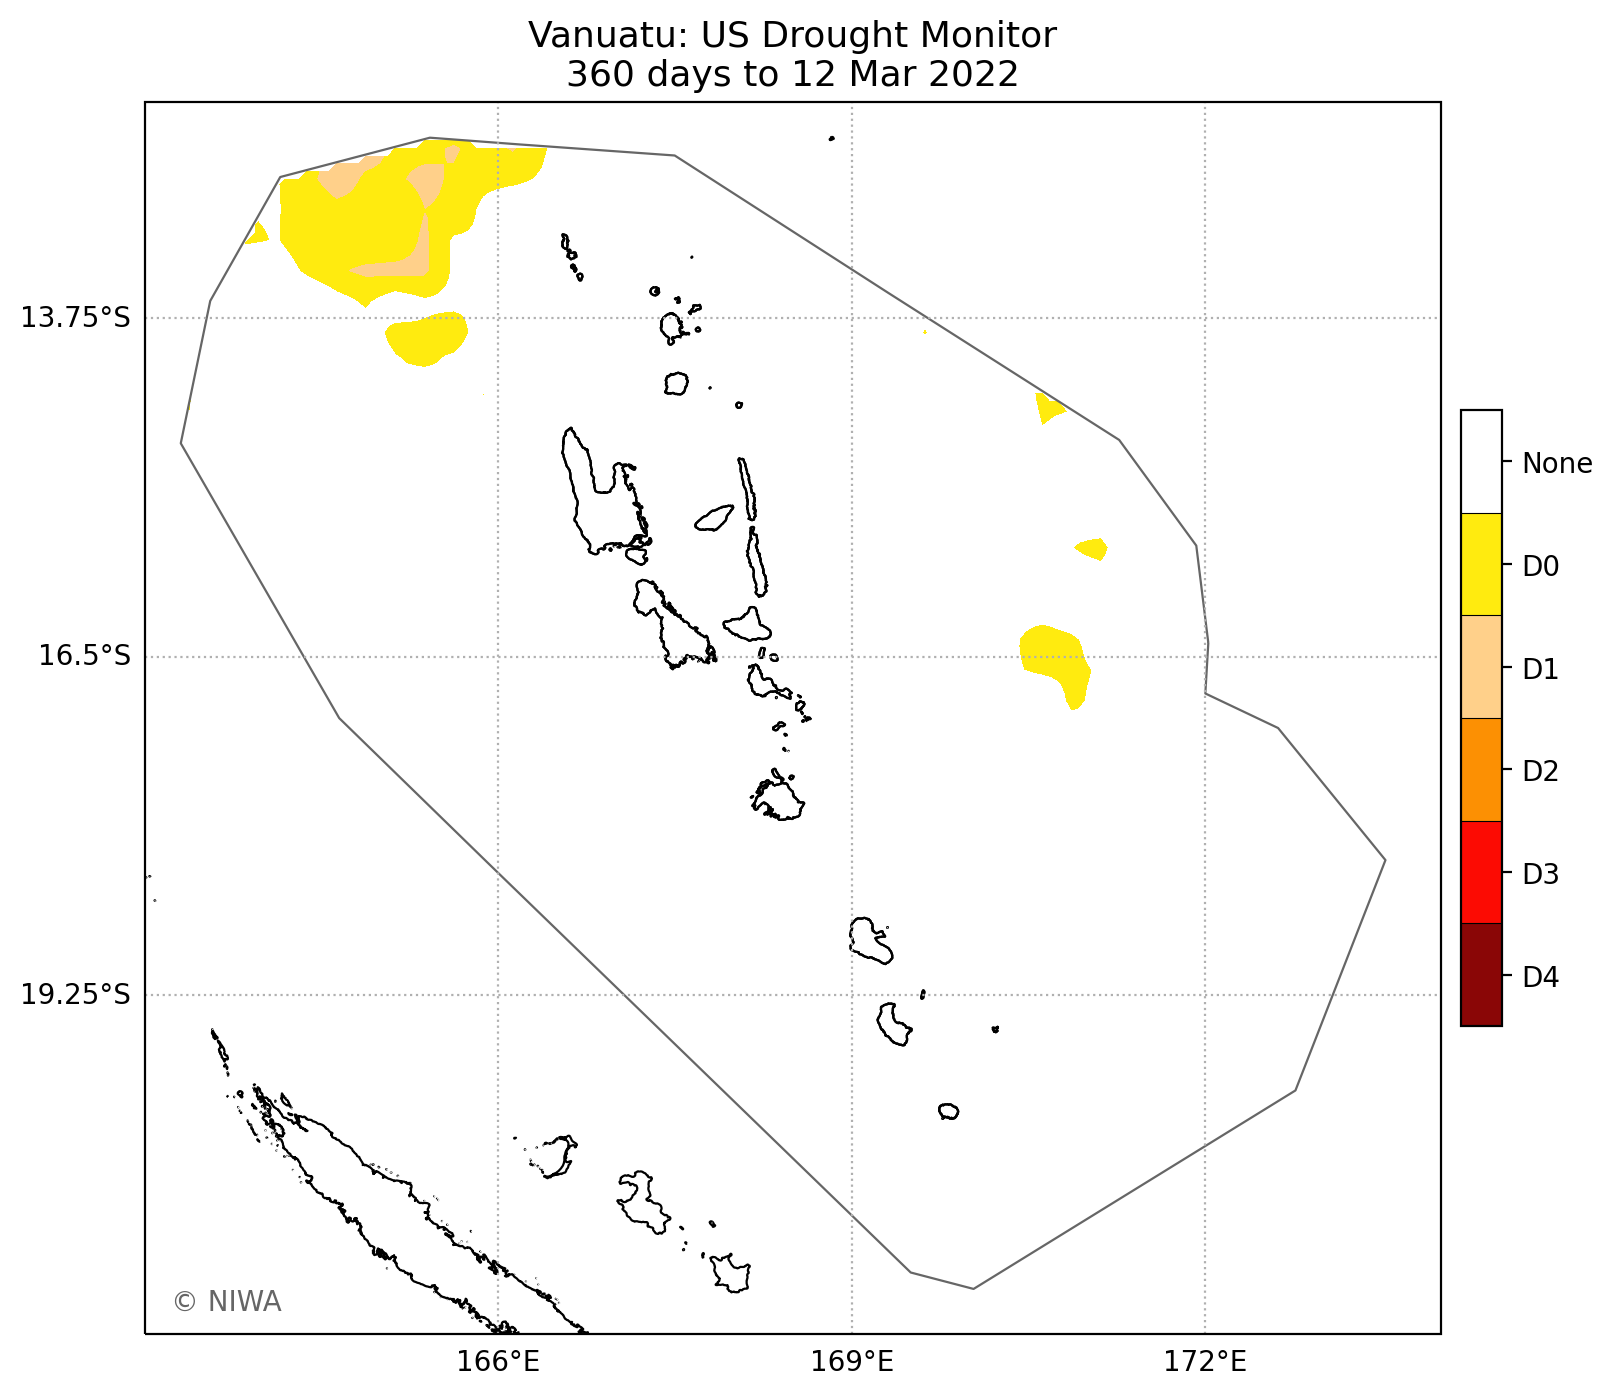 Vanuatu: US Drought Monitor
360 days to 12 Mar 2022
13.75°S
16.5°S
19.25°S
166°E
169°E
172°E
None
D0
D1
D2
D3
D4
© NIWA